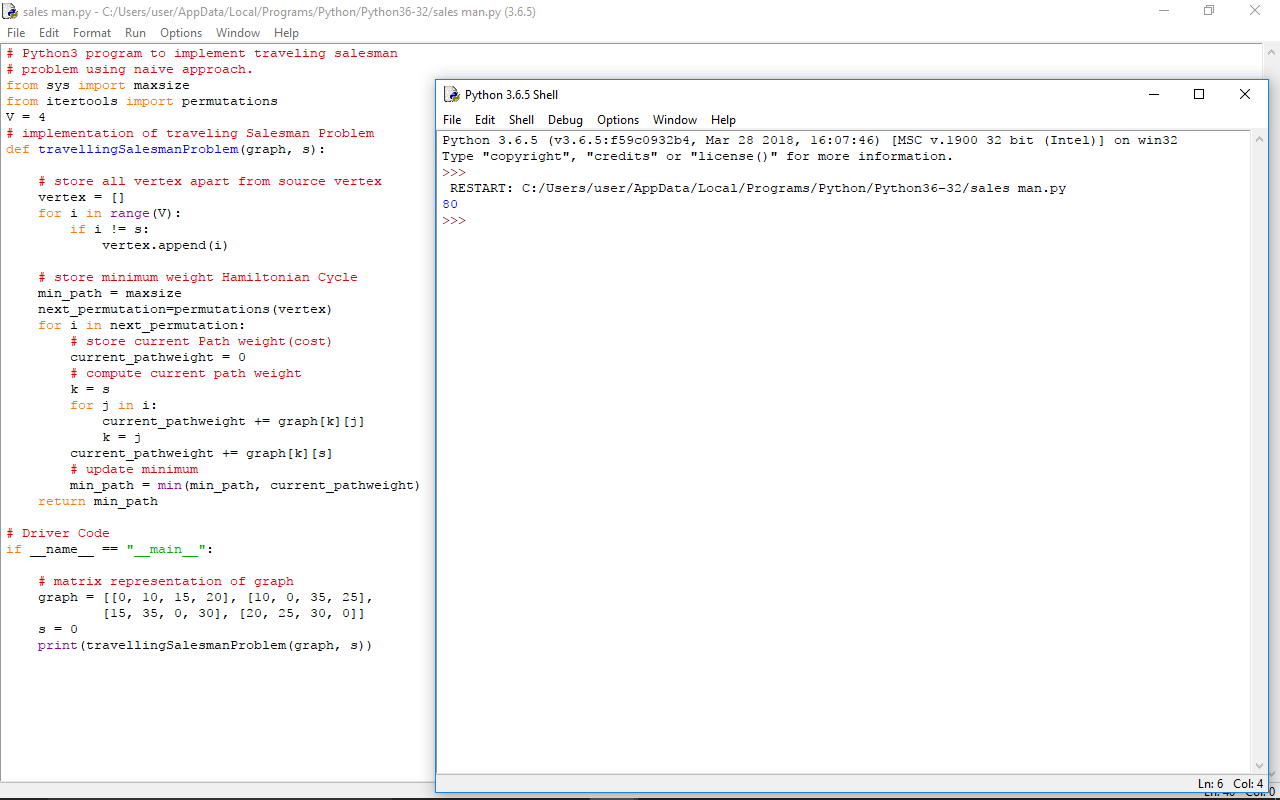 sales man.py - C:/Users/user/AppData/Local/Programs/Python/Python36-32/sales man.py (3.6.5)
File Edit Format Run Options Window Help
# Python3 program to implement traveling salesman
# problem using naive approach.
from sys import maxsize
from itertools import permutations
V = 4
# implementation of traveling Salesman Problem
def travellingSalesmanProblem(graph, s):
    # store all vertex apart from source vertex
    vertex = []
    for i in range(V):
        if i != s:
            vertex.append(i)
    # store minimum weight Hamiltonian Cycle
    min_path = maxsize
    next_permutation=permutations(vertex)
    for i in next_permutation:
        # store current Path weight(cost)
        current_pathweight = 0
        # compute current path weight
        k = s
        for j in i:
            current_pathweight += graph[k][j]
            k = j
        current_pathweight += graph[k][s]
        # update minimum
        min_path = min(min_path, current_pathweight)
    return min_path
# Driver Code
if __name__ == "__main__":
    # matrix representation of graph
    graph = [[0, 10, 15, 20], [10, 0, 35, 25],
            [15, 35, 0, 30], [20, 25, 30, 0]]
    s = 0
    print(travellingSalesmanProblem(graph, s))
Python 3.6.5 Shell
File Edit Shell Debug Options Window Help
Python 3.6.5 (v3.6.5:f59c0932b4, Mar 28 2018, 16:07:46) [MSC v.1900 32 bit (Intel)] on win32
Type "copyright", "credits" or "license()" for more information.
>>>
 RESTART: C:/Users/user/AppData/Local/Programs/Python/Python36-32/sales man.py
80
>>>
Ln: 6 Col: 4